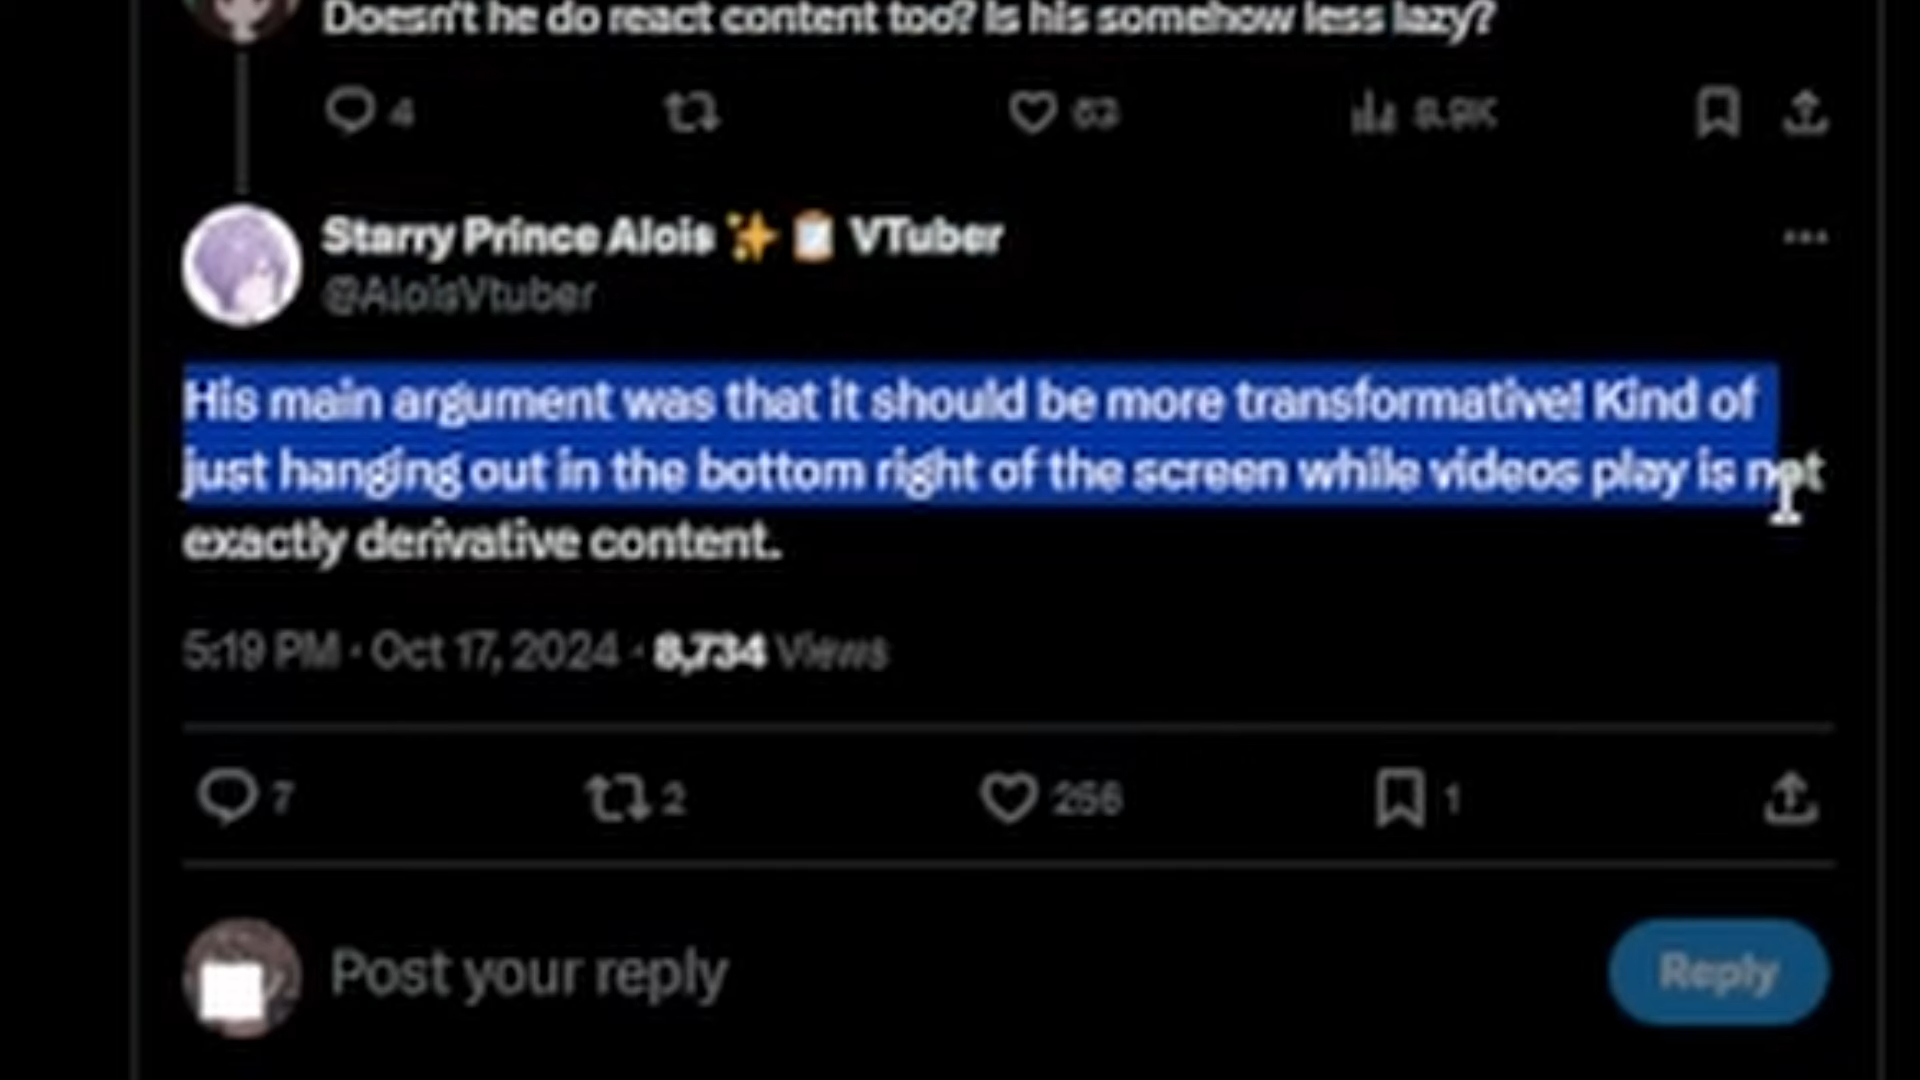 Doesn't he do react content too? Is his somehow less lazy?
4 63 8.9K
Starry Prince Alois ✨ 📋 VTuber
@AloisVtuber
His main argument was that it should be more transformative! Kind of
just hanging out in the bottom right of the screen while videos play is not
exactly derivative content.
5:19 PM · Oct 17, 2024 · 8,734 Views
7 2 256 1
Post your reply
Reply